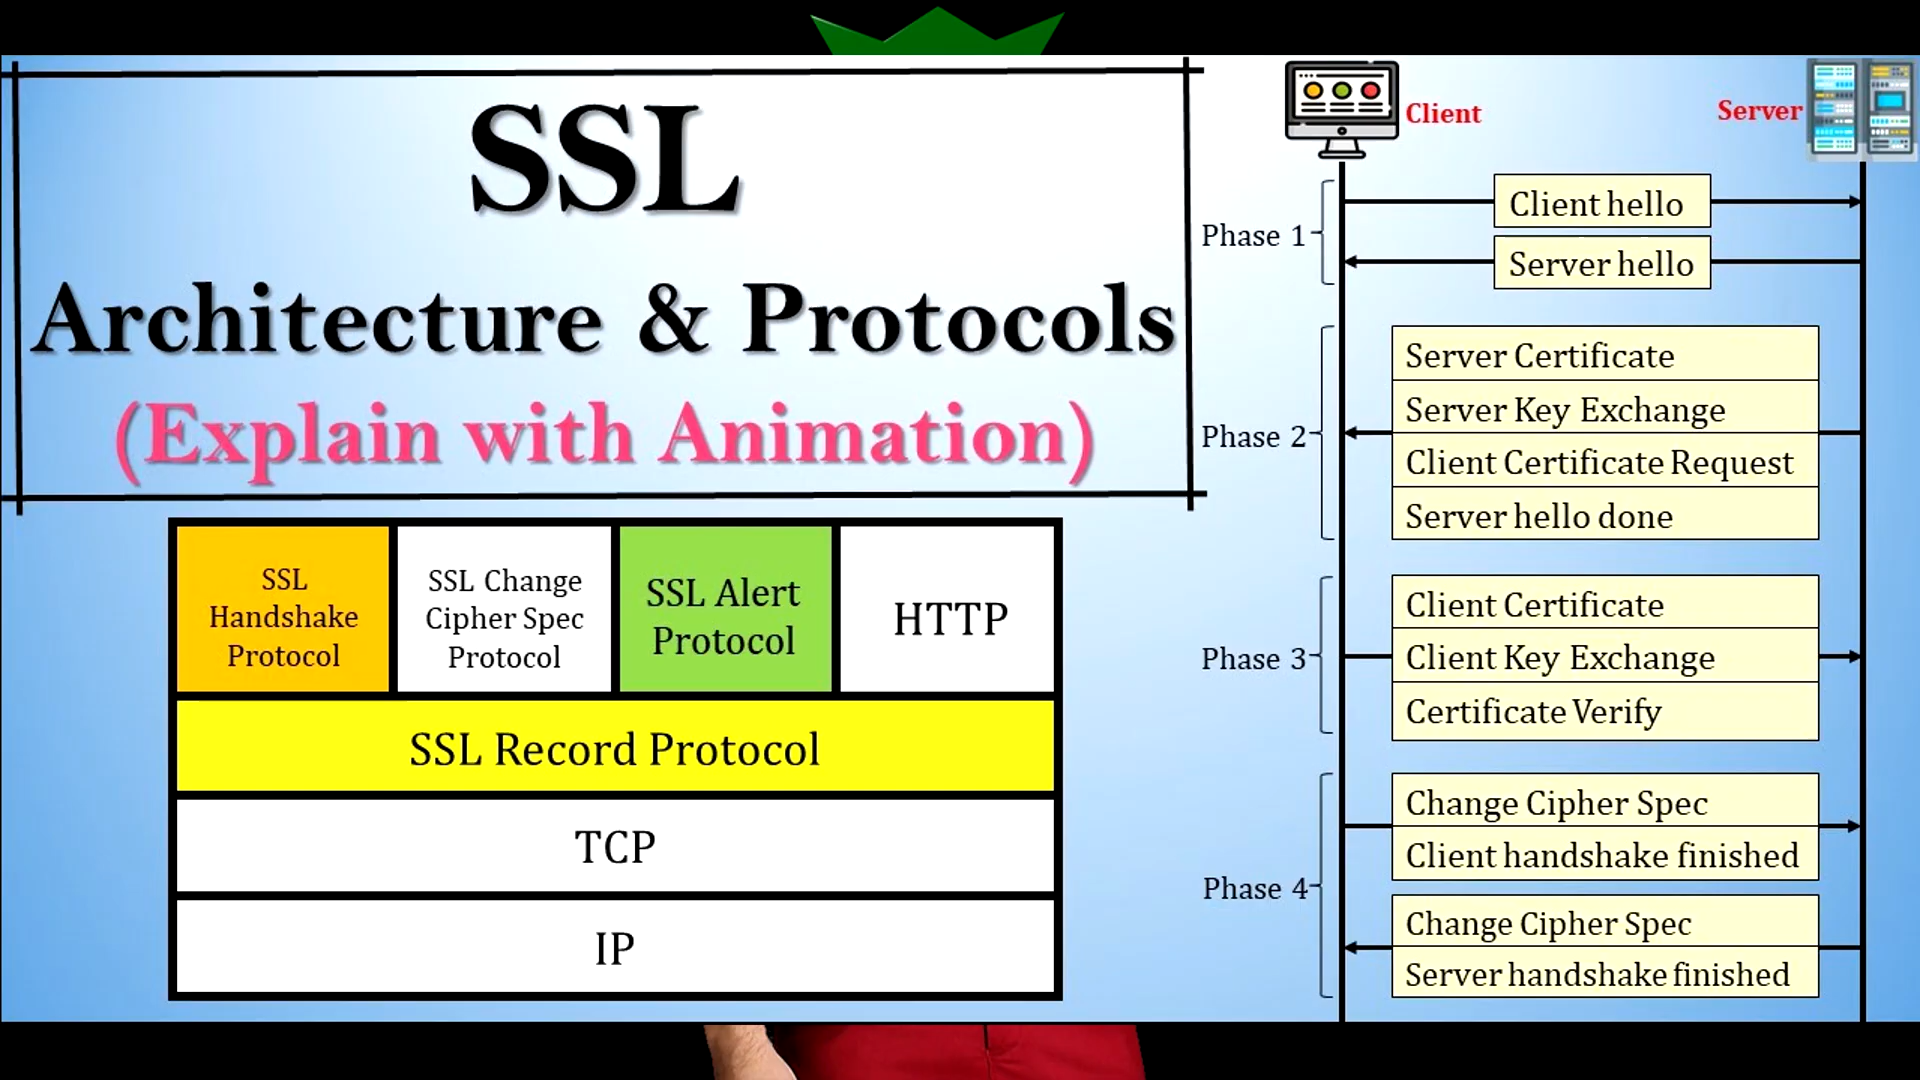 SSL
Architecture & Protocols
(Explain with Animation)
SSL
Handshake
Protocol
SSL Change
Cipher Spec
Protocol
SSL Alert
Protocol
HTTP
SSL Record Protocol
TCP
IP
Client
Server
Phase 1
Client hello
Server hello
Phase 2
Server Certificate
Server Key Exchange
Client Certificate Request
Server hello done
Phase 3
Client Certificate
Client Key Exchange
Certificate Verify
Phase 4
Change Cipher Spec
Client handshake finished
Change Cipher Spec
Server handshake finished